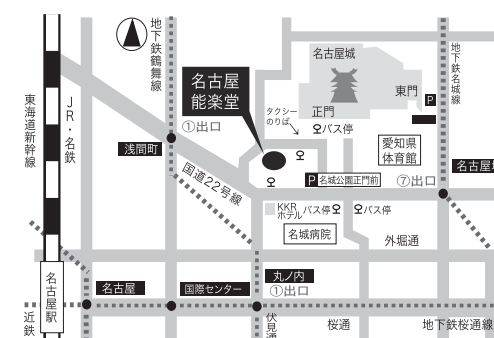 地下鉄鶴舞線
名古屋城
地下鉄名城線
名古屋
能楽堂
東門
P
正門
タクシー
のりば
バス停
東海道新幹線
JR・名鉄
①出口
浅間町
愛知県
体育館
国道22号線
P 名城公園正門前
⑦出口
KKR
ホテル
バス停
バス停
名城病院
外堀通
名古屋駅
名古屋
国際センター
丸ノ内
①出口
近鉄
伏見通
桜通
地下鉄桜通線